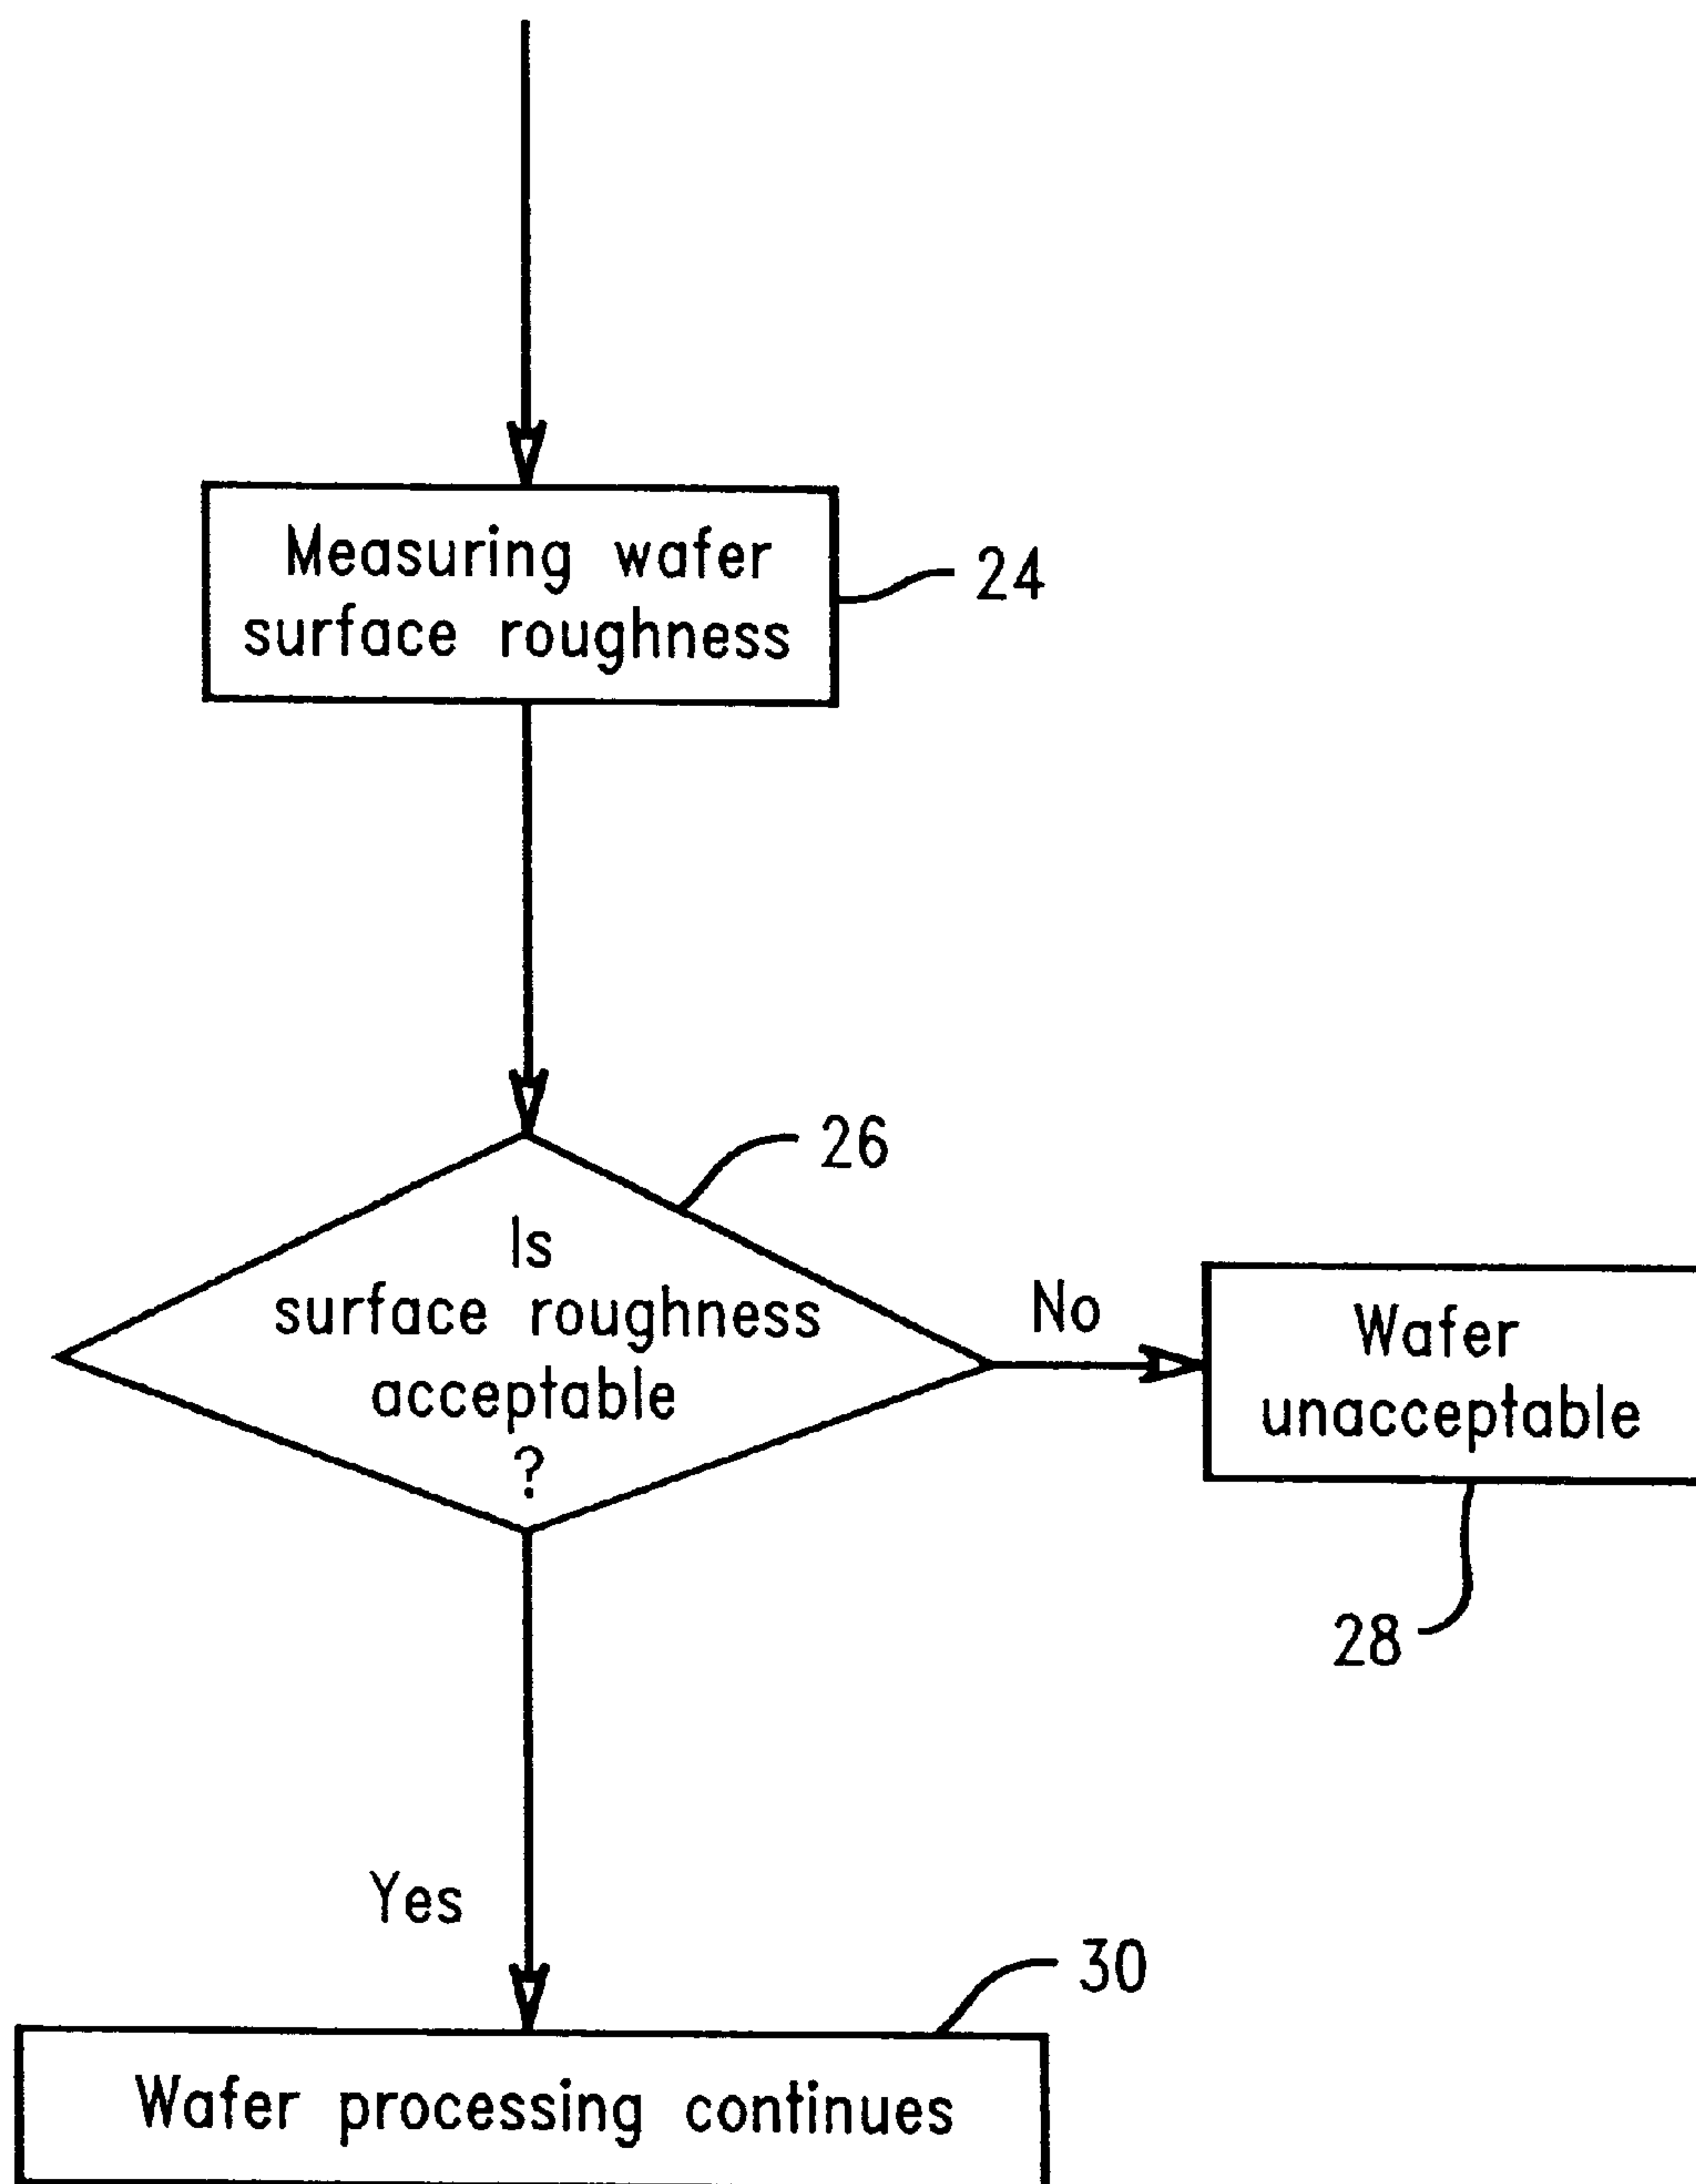 Measuring wafer
surface roughness
24
26
Is
surface roughness
acceptable
?
No
Wafer
unacceptable
28
Yes
30
Wafer processing continues